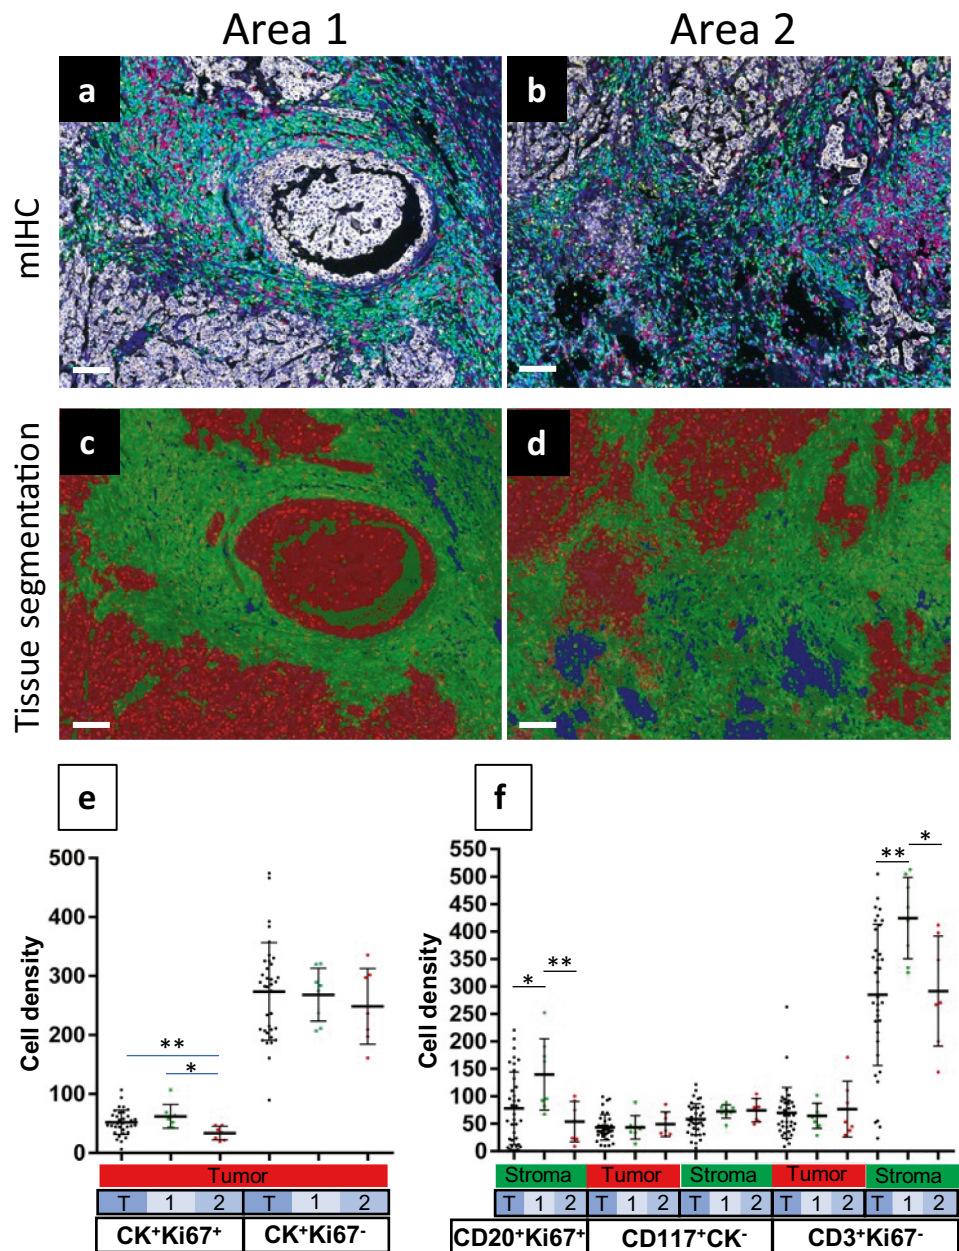 Area 1
Area 2
mIHC
a
b
Tissue segmentation
c
d
e
Cell density
500
400
300
200
100
0
**
*
Tumor
T 1 2 T 1 2
CK⁺Ki67⁺ CK⁺Ki67⁻
f
Cell density
550
500
450
400
350
300
250
200
150
100
50
0
* ** ** *
Stroma Tumor Stroma Tumor Stroma
T 1 2 T 1 2 T 1 2 T 1 2 T 1 2
CD20⁺Ki67⁺ CD117⁺CK⁻ CD3⁺Ki67⁻